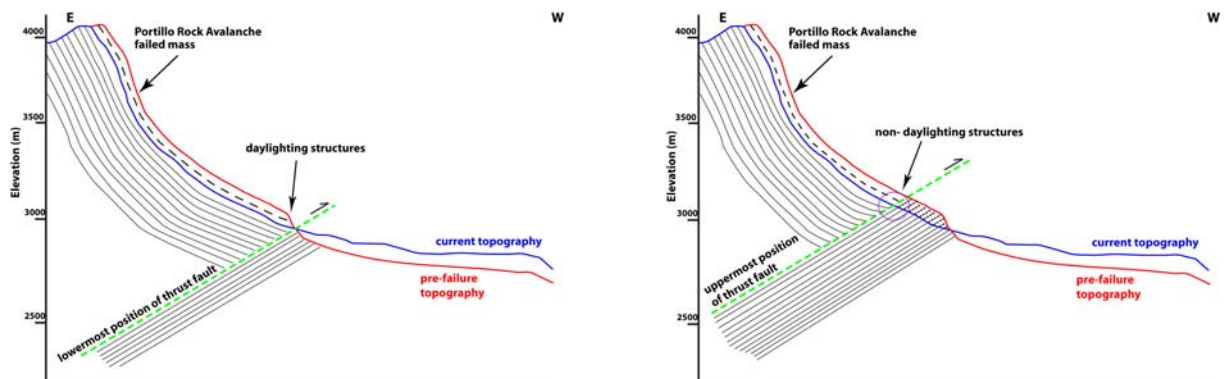 E
W
4000
Portillo Rock Avalanche
failed mass
3500
Elevation (m)
daylighting structures
3000
current topography
lowermost position of thrust fault
pre-failure
topography
2500
E
W
4000
Portillo Rock Avalanche
failed mass
3500
Elevation (m)
non- daylighting structures
3000
current topography
uppermost position
of thrust fault
pre-failure
topography
2500